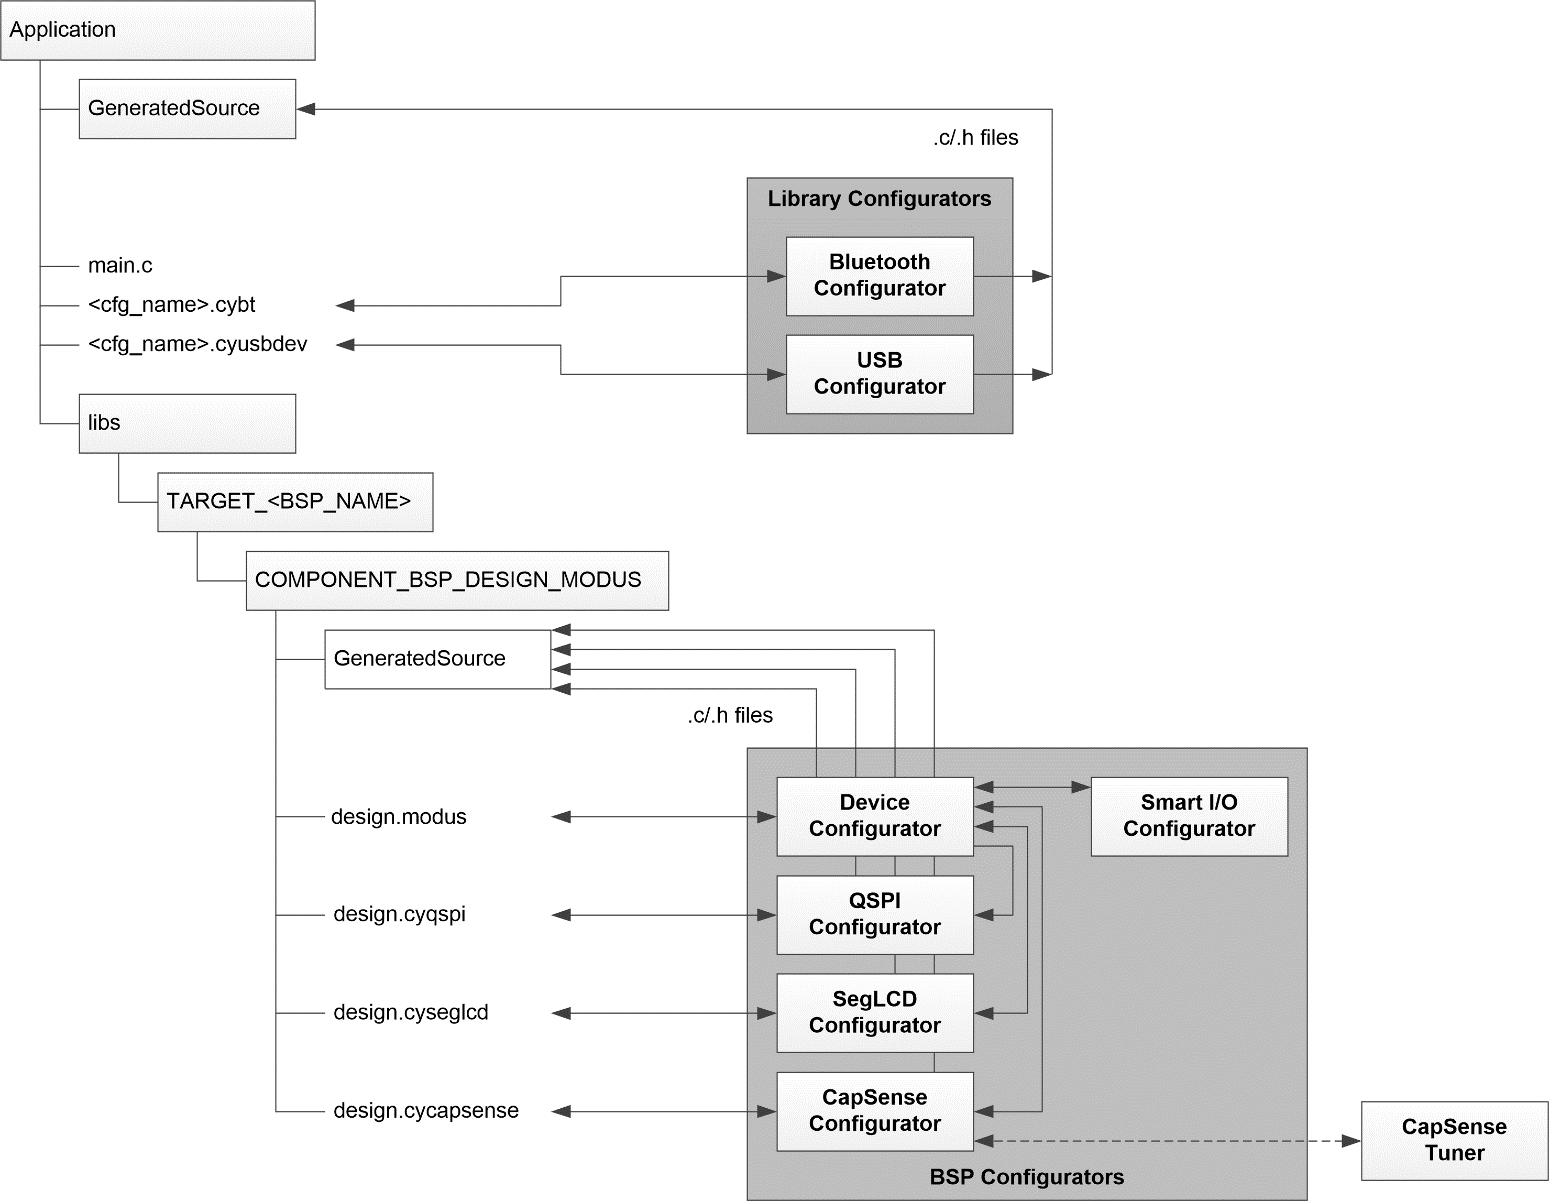 Application
GeneratedSource
.c/.h files
Library Configurators
Bluetooth
Configurator
main.c
<cfg_name>.cybt
<cfg_name>.cyusbdev
USB
Configurator
libs
TARGET_<BSP_NAME>
COMPONENT_BSP_DESIGN_MODUS
GeneratedSource
.c/.h files
design.modus
Device
Configurator
Smart I/O
Configurator
design.cyqspi
QSPI
Configurator
design.cyseglcd
SegLCD
Configurator
design.cycapsense
CapSense
Configurator
CapSense
Tuner
BSP Configurators